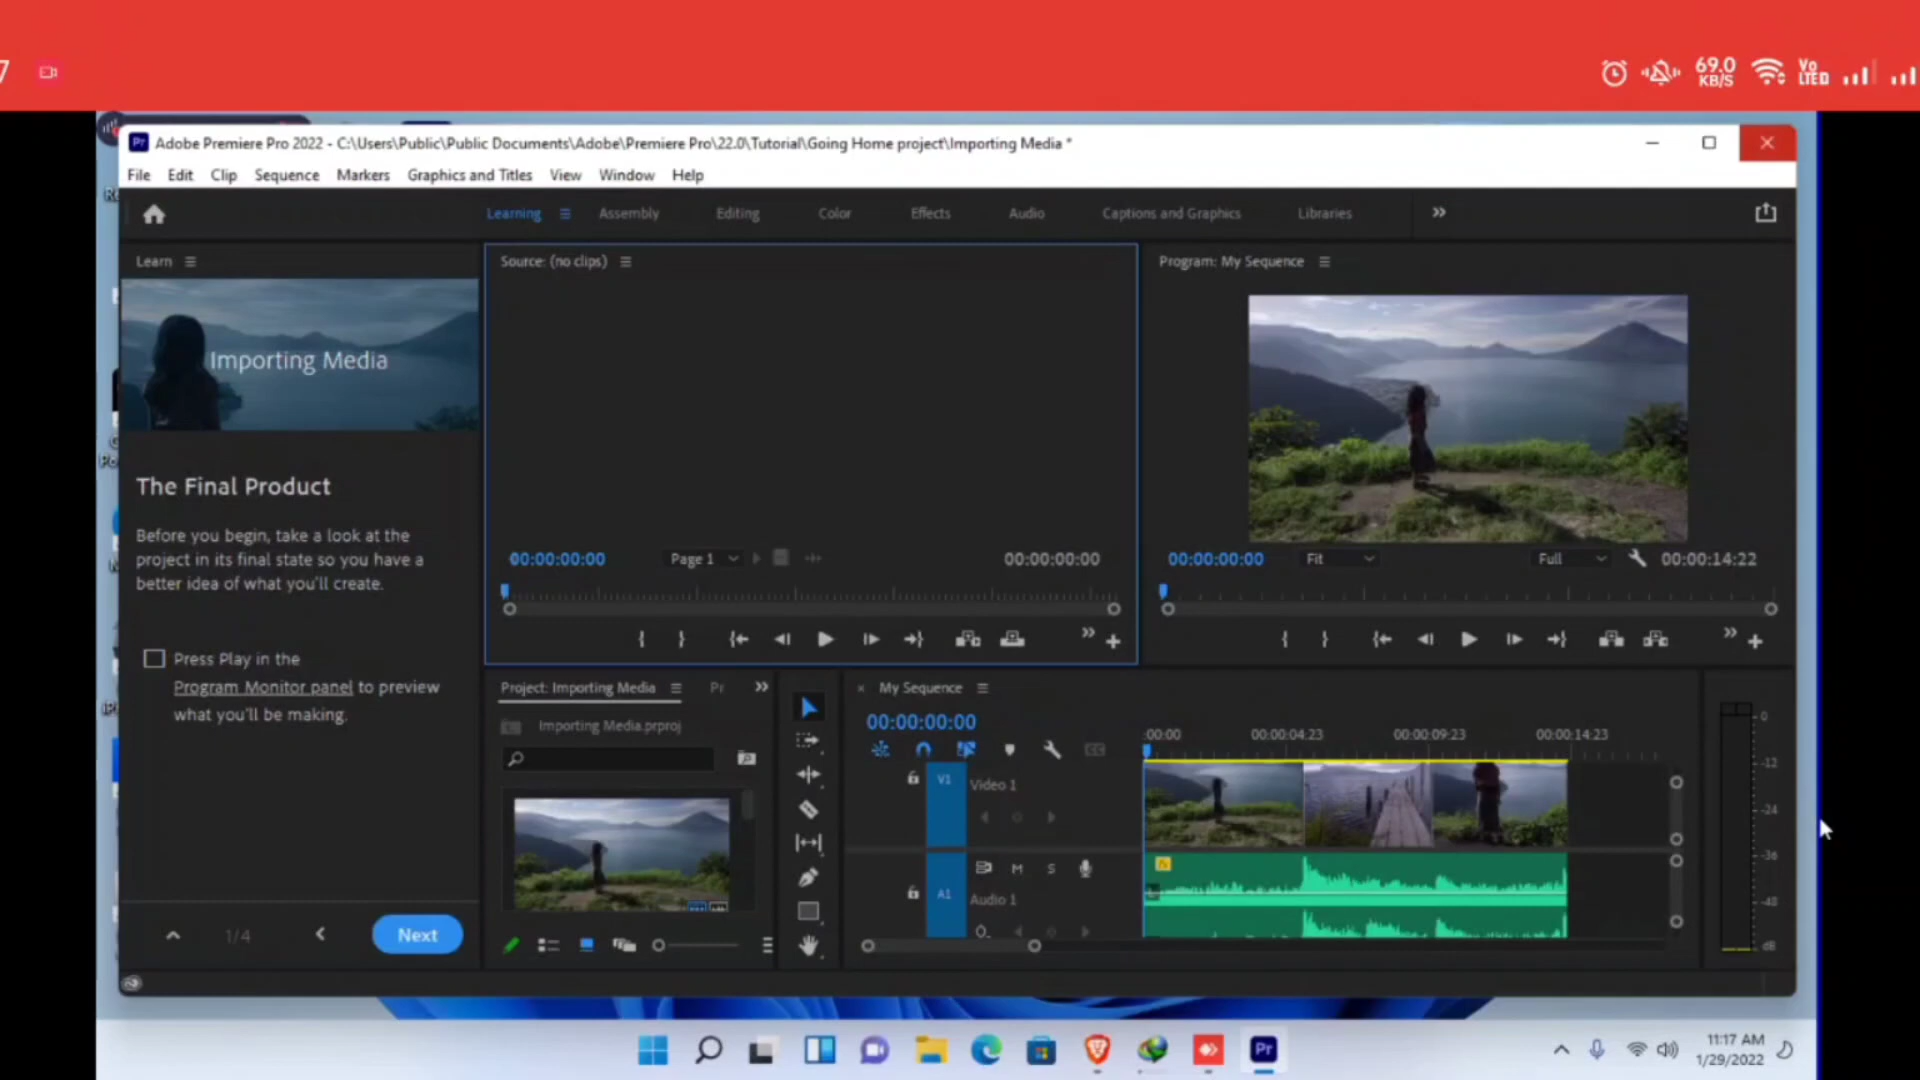 7
69.0
KB/S
Vo
LTED
Pr Adobe Premiere Pro 2022 - C:\Users\Public\Public Documents\Adobe\Premiere Pro\22.0\Tutorial\Going Home project\Importing Media *
File Edit Clip Sequence Markers Graphics and Titles View Window Help
Learning Assembly Editing Color Effects Audio Captions and Graphics Libraries
Learn
Importing Media
The Final Product
Before you begin, take a look at the
project in its final state so you have a
better idea of what you'll create.
Press Play in the
Program Monitor panel to preview
what you'll be making.
1/4
Next
Source: (no clips)
00:00:00:00 Page 1 00:00:00:00
Program: My Sequence
00:00:00:00 Fit Full 00:00:14:22
Project: Importing Media Pr
Importing Media.prproj
My Sequence
00:00:00:00
:00:00 00:00:04:23 00:00:09:23 00:00:14:23
V1 Video 1
M S
A1 Audio 1
fx
0
-12
-24
-36
-48
dB
Pr
11:17 AM
1/29/2022